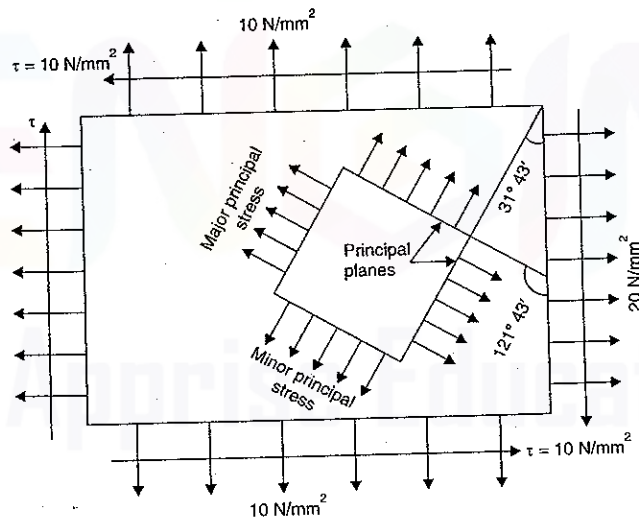 10 N/mm²
τ = 10 N/mm²
τ
31° 43′
Major principal
stress
Principal
planes
20 N/mm²
121° 43′
Minor principal
stress
τ = 10 N/mm²
10 N/mm²